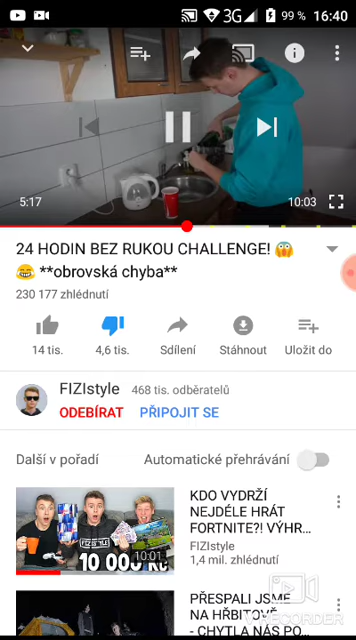 3G 99 % 16:40
5:17 10:03
24 HODIN BEZ RUKOU CHALLENGE! 😱
😂 **obrovská chyba**
230 177 zhlédnutí
14 tis. 4,6 tis. Sdílení Stáhnout Uložit do
FIZIstyle 468 tis. odběratelů
ODEBÍRAT PŘIPOJIT SE
Další v pořadí Automatické přehrávání
KDO VYDRŽÍ
NEJDÉLE HRÁT
FORTNITE?! VÝHR...
FIZIstyle
1,4 mil. zhlédnutí
FIZISTYLE
10 000 KČ
10:01
PŘESPALI JSME
NA HŘBITOVĚ
- CHYTLA NÁS PO...
VIDEORECORDER